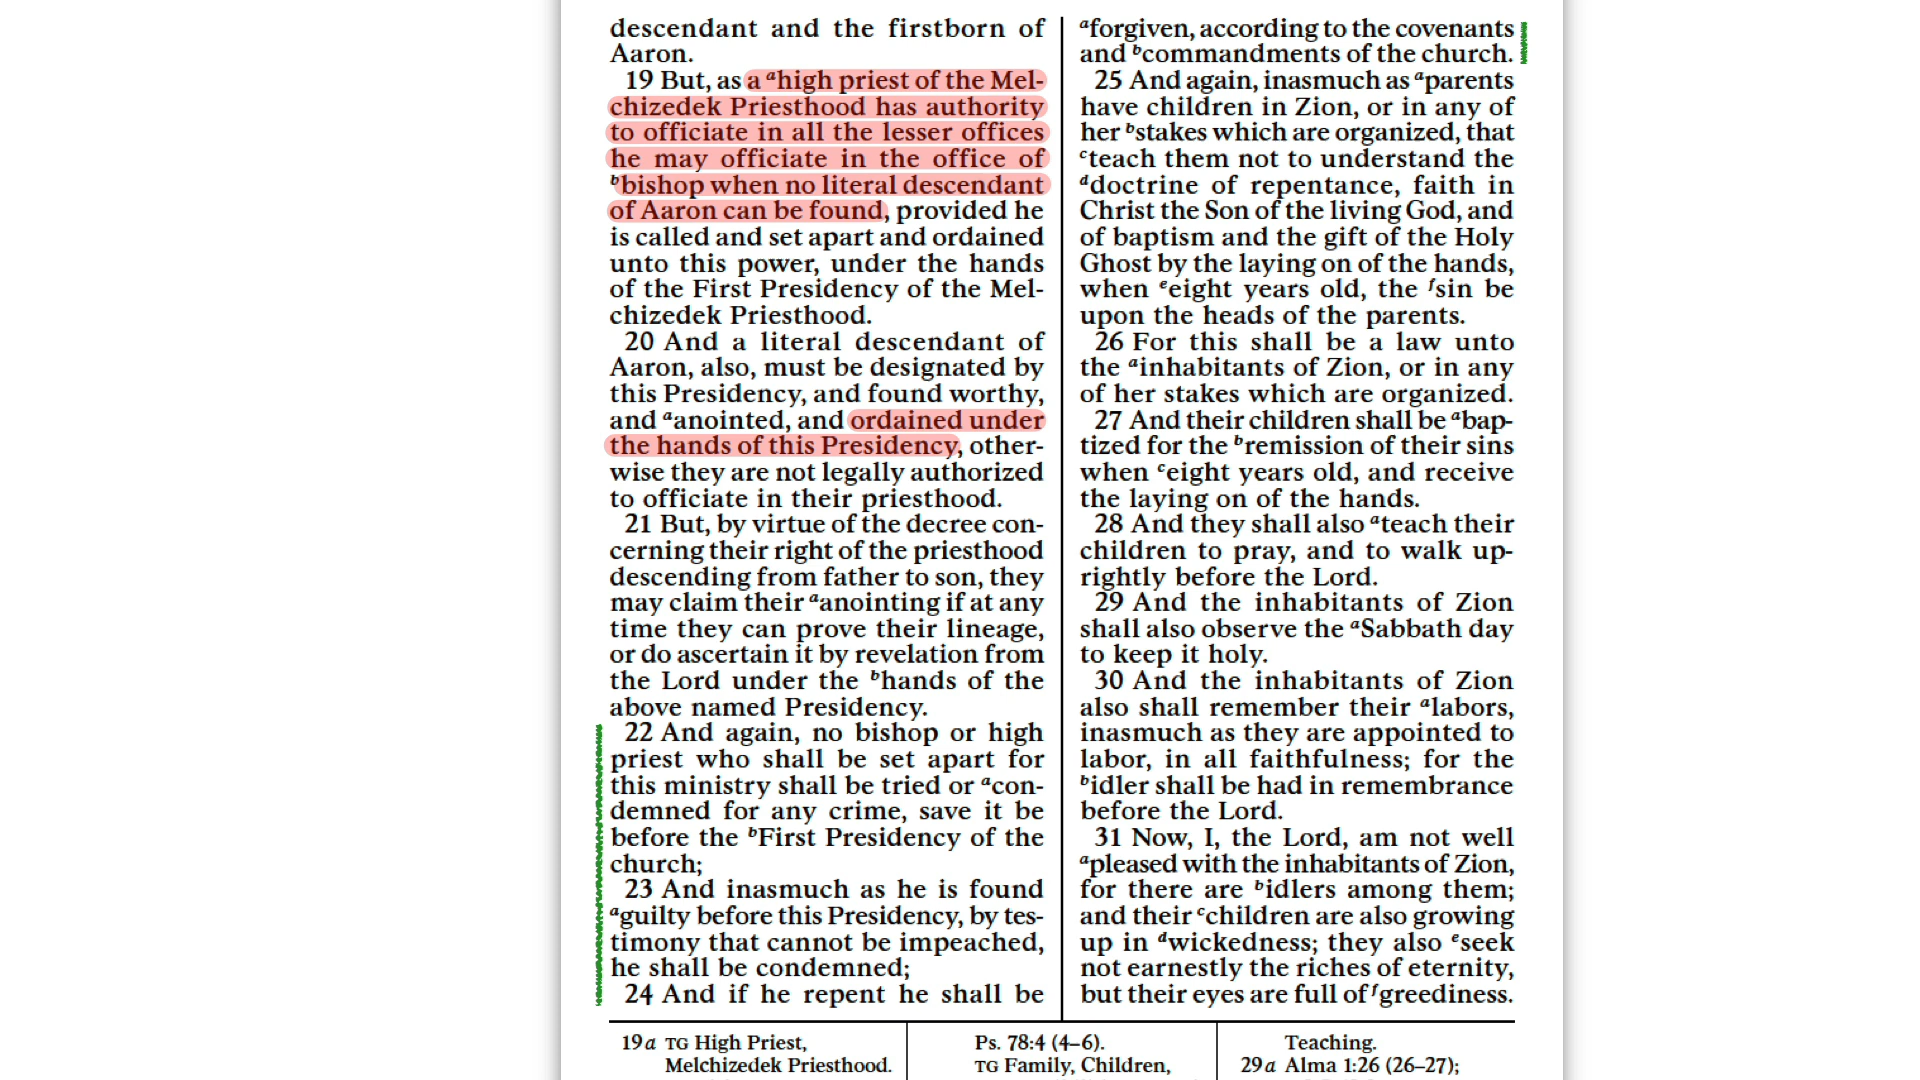 descendant and the firstborn of
Aaron.
19 But, as a ᵃhigh priest of the Mel-
chizedek Priesthood has authority
to officiate in all the lesser offices
he may officiate in the office of
ᵇbishop when no literal descendant
of Aaron can be found, provided he
is called and set apart and ordained
unto this power, under the hands
of the First Presidency of the Mel-
chizedek Priesthood.
20 And a literal descendant of
Aaron, also, must be designated by
this Presidency, and found worthy,
and ᵃanointed, and ordained under
the hands of this Presidency, other-
wise they are not legally authorized
to officiate in their priesthood.
21 But, by virtue of the decree con-
cerning their right of the priesthood
descending from father to son, they
may claim their ᵃanointing if at any
time they can prove their lineage,
or do ascertain it by revelation from
the Lord under the ᵇhands of the
above named Presidency.
22 And again, no bishop or high
priest who shall be set apart for
this ministry shall be tried or ᵃcon-
demned for any crime, save it be
before the ᵇFirst Presidency of the
church;
23 And inasmuch as he is found
ᵃguilty before this Presidency, by tes-
timony that cannot be impeached,
he shall be condemned;
24 And if he repent he shall be
ᵃforgiven, according to the covenants
and ᵇcommandments of the church.
25 And again, inasmuch as ᵃparents
have children in Zion, or in any of
her ᵇstakes which are organized, that
ᶜteach them not to understand the
ᵈdoctrine of repentance, faith in
Christ the Son of the living God, and
of baptism and the gift of the Holy
Ghost by the laying on of the hands,
when ᵉeight years old, the ᶠsin be
upon the heads of the parents.
26 For this shall be a law unto
the ᵃinhabitants of Zion, or in any
of her stakes which are organized.
27 And their children shall be ᵃbap-
tized for the ᵇremission of their sins
when ᶜeight years old, and receive
the laying on of the hands.
28 And they shall also ᵃteach their
children to pray, and to walk up-
rightly before the Lord.
29 And the inhabitants of Zion
shall also observe the ᵃSabbath day
to keep it holy.
30 And the inhabitants of Zion
also shall remember their ᵃlabors,
inasmuch as they are appointed to
labor, in all faithfulness; for the
ᵇidler shall be had in remembrance
before the Lord.
31 Now, I, the Lord, am not well
ᵃpleased with the inhabitants of Zion,
for there are ᵇidlers among them;
and their ᶜchildren are also growing
up in ᵈwickedness; they also ᵉseek
not earnestly the riches of eternity,
but their eyes are full of ᶠgreediness.
19a TG High Priest,
Melchizedek Priesthood.
Ps. 78:4 (4–6).
TG Family, Children,
Teaching.
29a Alma 1:26 (26–27);